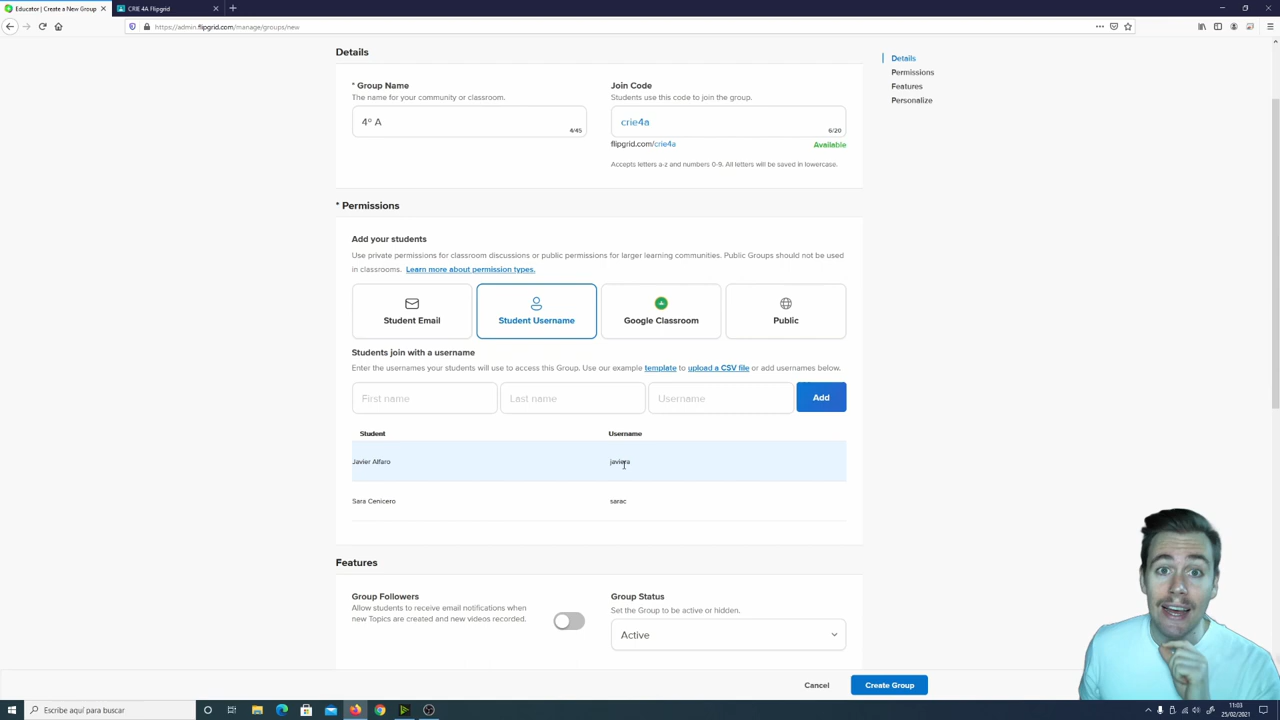 Educator | Create a New Group
CRIE 4A Flipgrid
https://admin.flipgrid.com/manage/groups/new
Details
* Group Name
The name for your community or classroom.
4º A
4/45
Join Code
Students use this code to join the group.
crie4a
6/20
flipgrid.com/crie4a
Available
Accepts letters a-z and numbers 0-9. All letters will be saved in lowercase.
Details
Permissions
Features
Personalize
* Permissions
Add your students
Use private permissions for classroom discussions or public permissions for larger learning communities. Public Groups should not be used
in classrooms. Learn more about permission types.
Student Email
Student Username
Google Classroom
Public
Students join with a username
Enter the usernames your students will use to access this Group. Use our example template to upload a CSV file or add usernames below.
First name
Last name
Username
Add
Student
Username
Javier Alfaro
javiera
Sara Cenicero
sarac
Features
Group Followers
Allow students to receive email notifications when
new Topics are created and new videos recorded.
Group Status
Set the Group to be active or hidden.
Active
Cancel
Create Group
Escribe aquí para buscar
11:03
25/02/2021